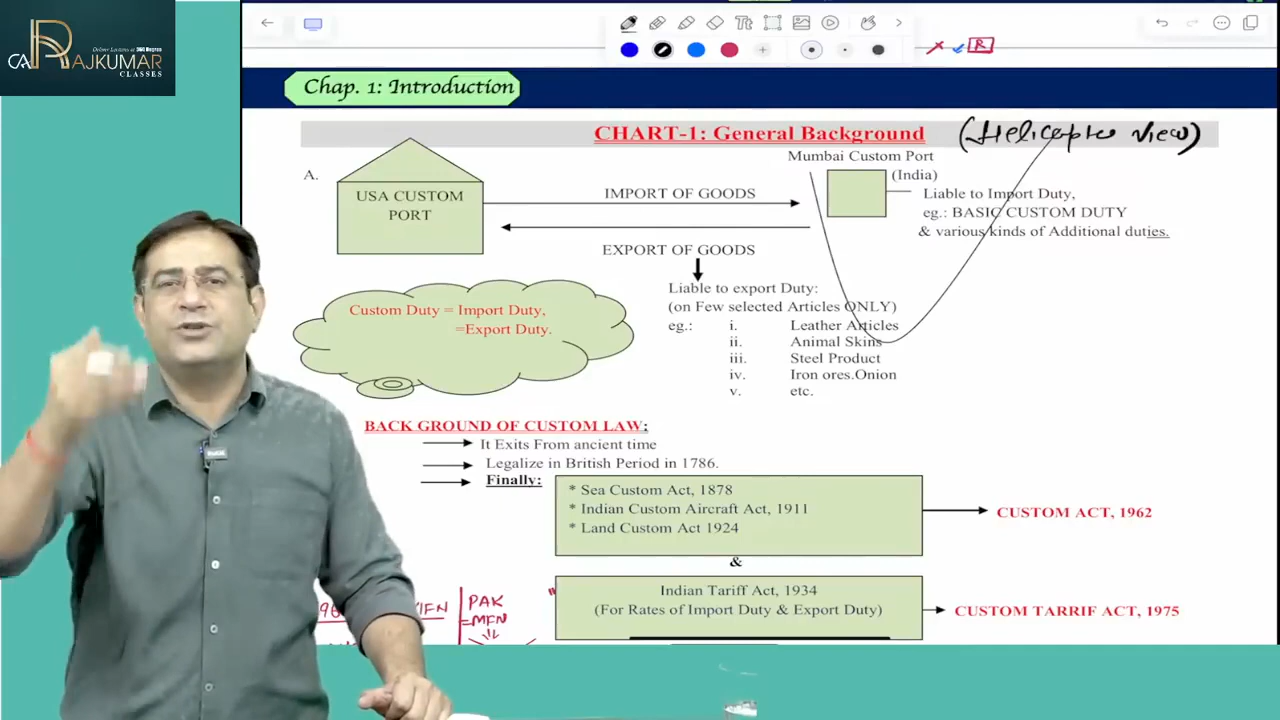 Deliver Lectures at 360 Degree
CA RAJKUMAR
CLASSES
R
Chap. 1: Introduction
CHART-1: General Background (Helicopter view)
A.
USA CUSTOM
PORT
IMPORT OF GOODS
EXPORT OF GOODS
Mumbai Custom Port
(India)
Liable to Import Duty,
eg.: BASIC CUSTOM DUTY
& various kinds of Additional duties.
Liable to export Duty:
(on Few selected Articles ONLY)
eg.: i. Leather Articles
ii. Animal Skins
iii. Steel Product
iv. Iron ores.Onion
v. etc.
Custom Duty = Import Duty,
=Export Duty.
BACK GROUND OF CUSTOM LAW:
It Exits From ancient time
Legalize in British Period in 1786.
Finally:
* Sea Custom Act, 1878
* Indian Custom Aircraft Act, 1911
* Land Custom Act 1924
CUSTOM ACT, 1962
&
Indian Tariff Act, 1934
(For Rates of Import Duty & Export Duty)
CUSTOM TARRIF ACT, 1975
PAK
=MFN